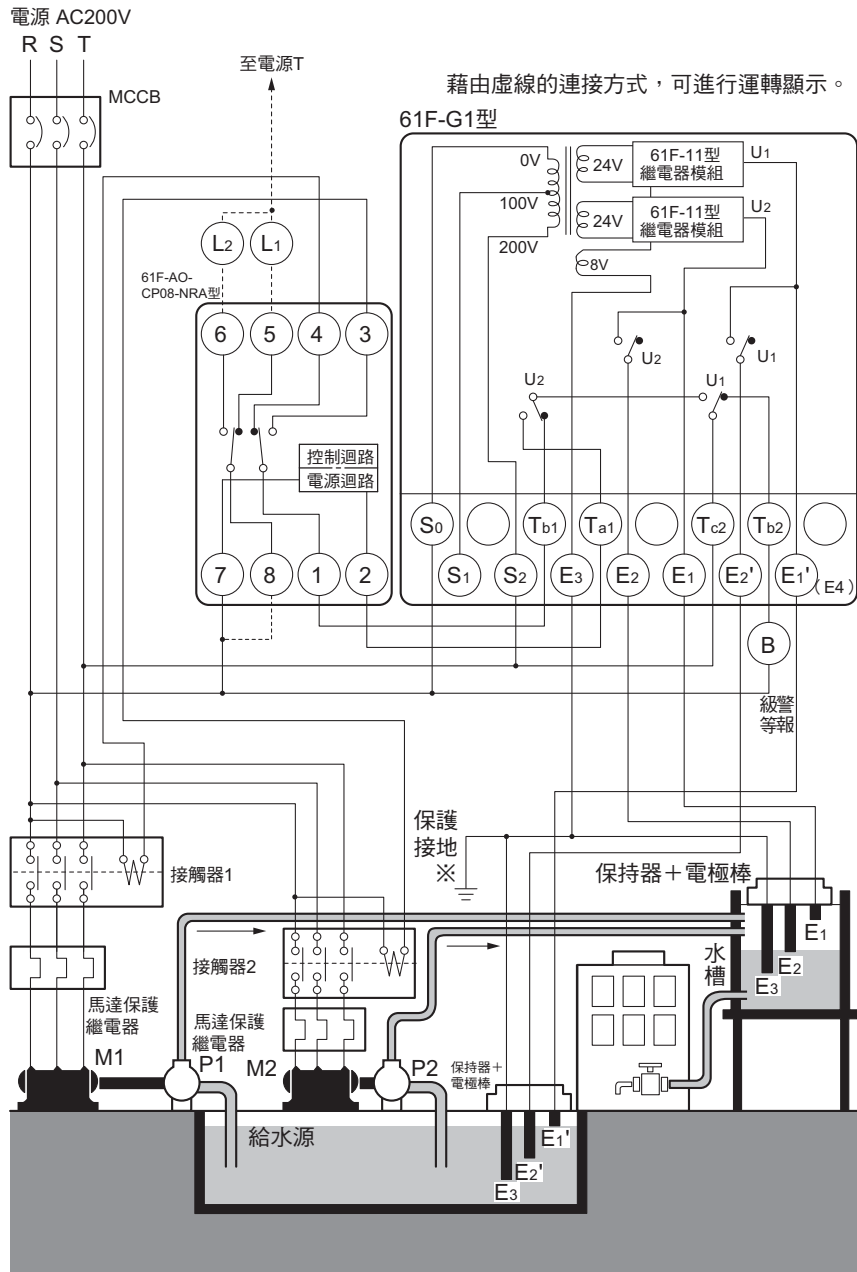 電源 AC200V
R S T
MCCB
至電源T
藉由虛線的連接方式，可進行運轉顯示。
61F-G1型
0V
100V
200V
24V
24V
8V
61F-11型
繼電器模組
U1
61F-11型
繼電器模組
U2
L2
L1
61F-AO-
CP08-NRA型
6 5 4 3
控制迴路
電源迴路
7 8 1 2
U2
U1
U2
U1
S0 Tb1 Ta1 Tc2 Tb2
S1 S2 E3 E2 E1 E2' E1'
(E4)
B
級警
等報
保護
接地
※
接觸器1
保持器＋電極棒
E1
E2
E3
水
槽
接觸器2
馬達保護
繼電器
馬達保護
繼電器
M1
P1
M2
P2
保持器＋
電極棒
給水源
E1'
E2'
E3